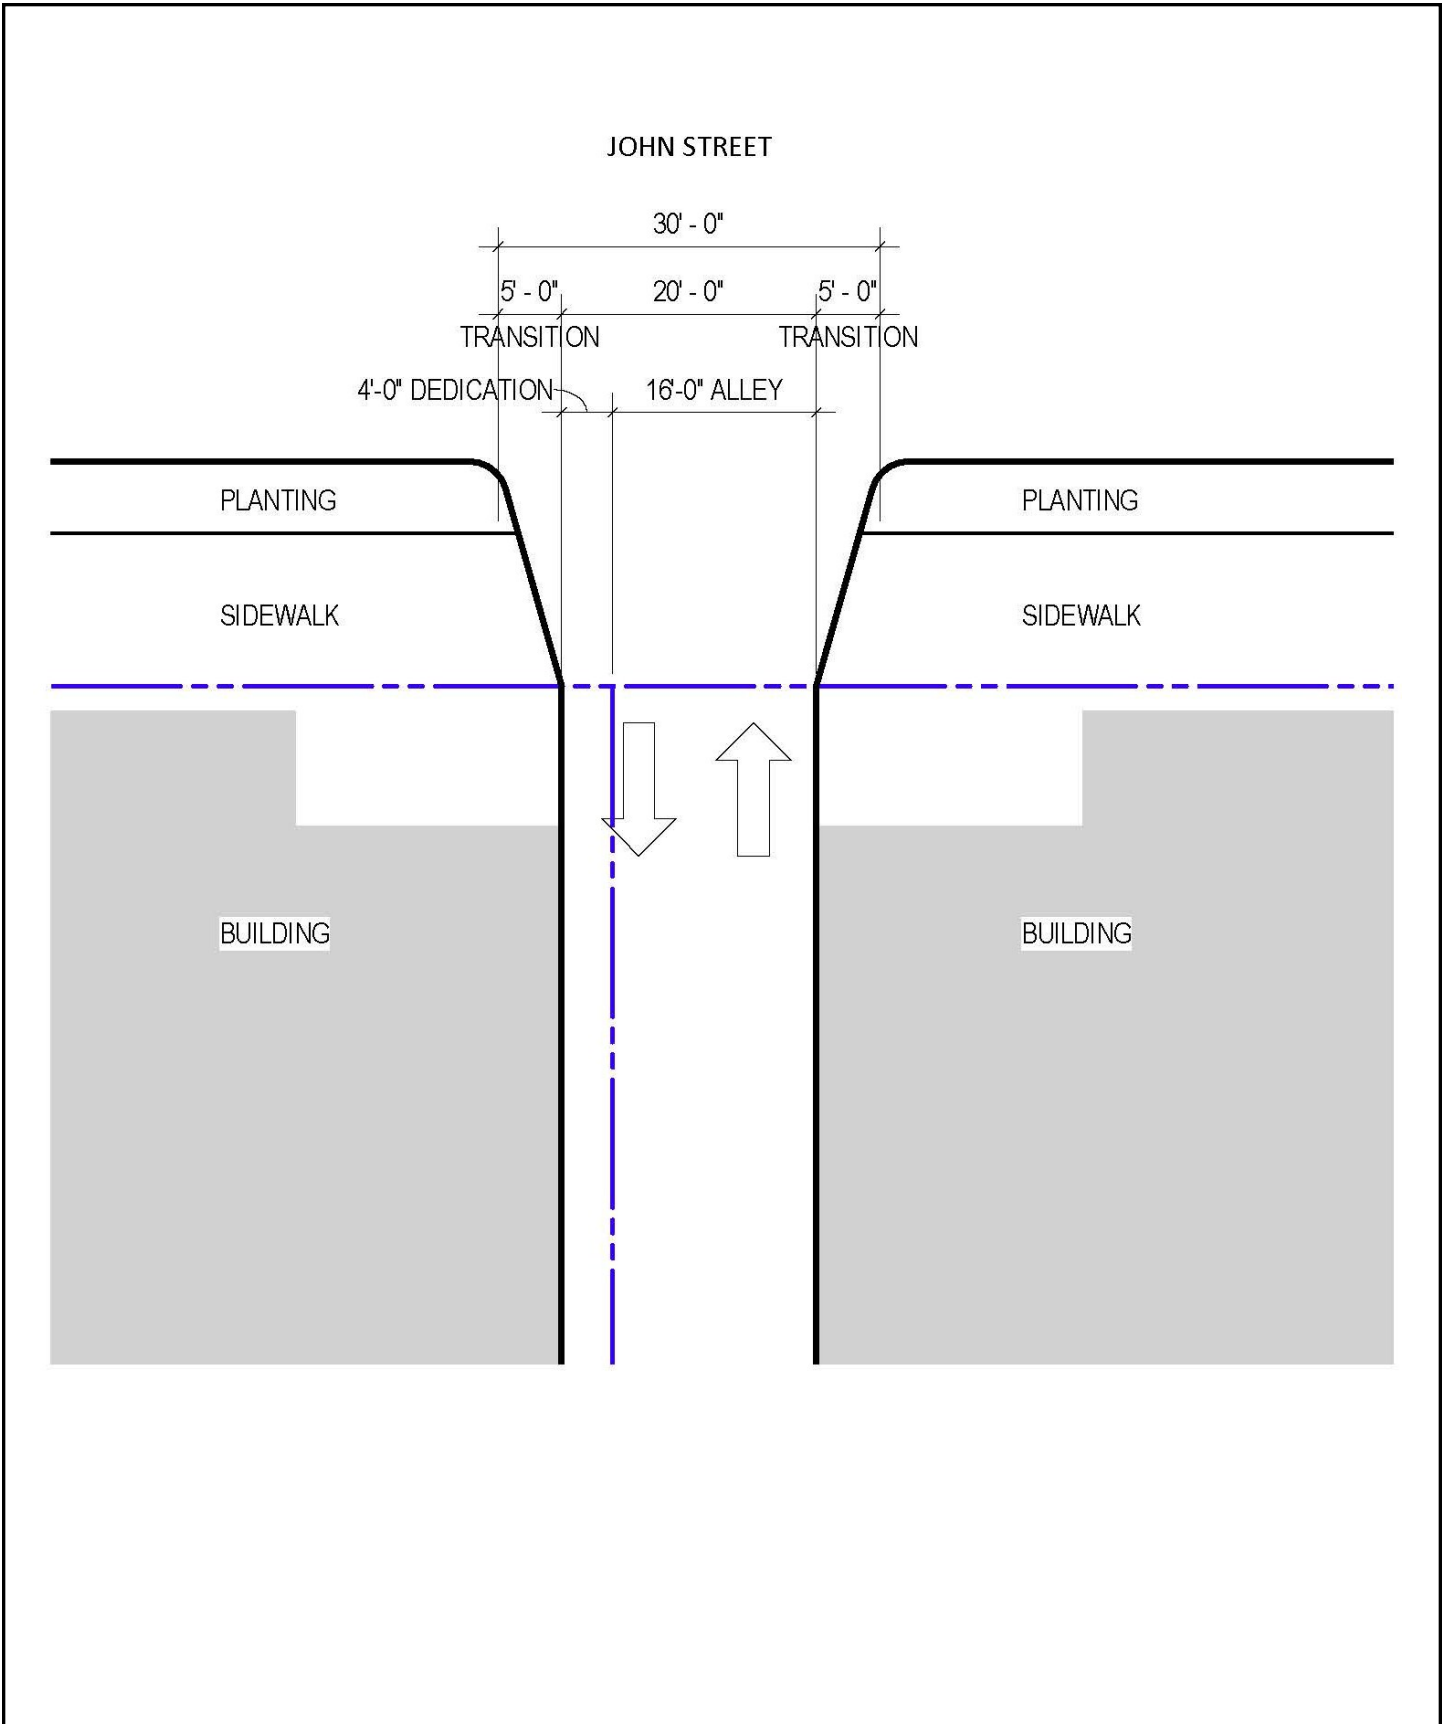 JOHN STREET
30' - 0"
5' - 0" 20' - 0" 5' - 0"
TRANSITION TRANSITION
4'-0" DEDICATION 16'-0" ALLEY
PLANTING PLANTING
SIDEWALK SIDEWALK
BUILDING BUILDING